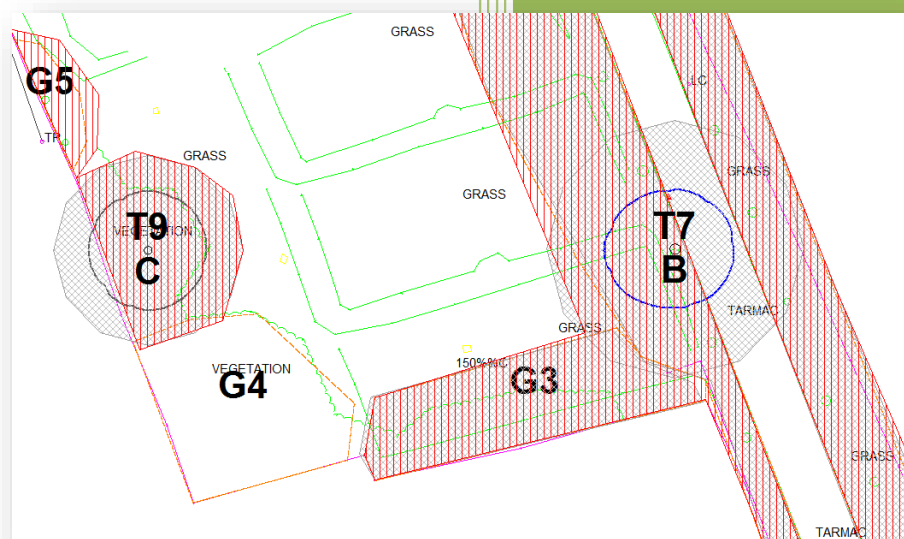 GRASS
G5
LC
TP
GRASS
GRASS
GRASS
T9
VEGETATION
C
T7
B
TARMAC
GRASS
150%%C
VEGETATION
G4
G3
GRASS
TARMAC